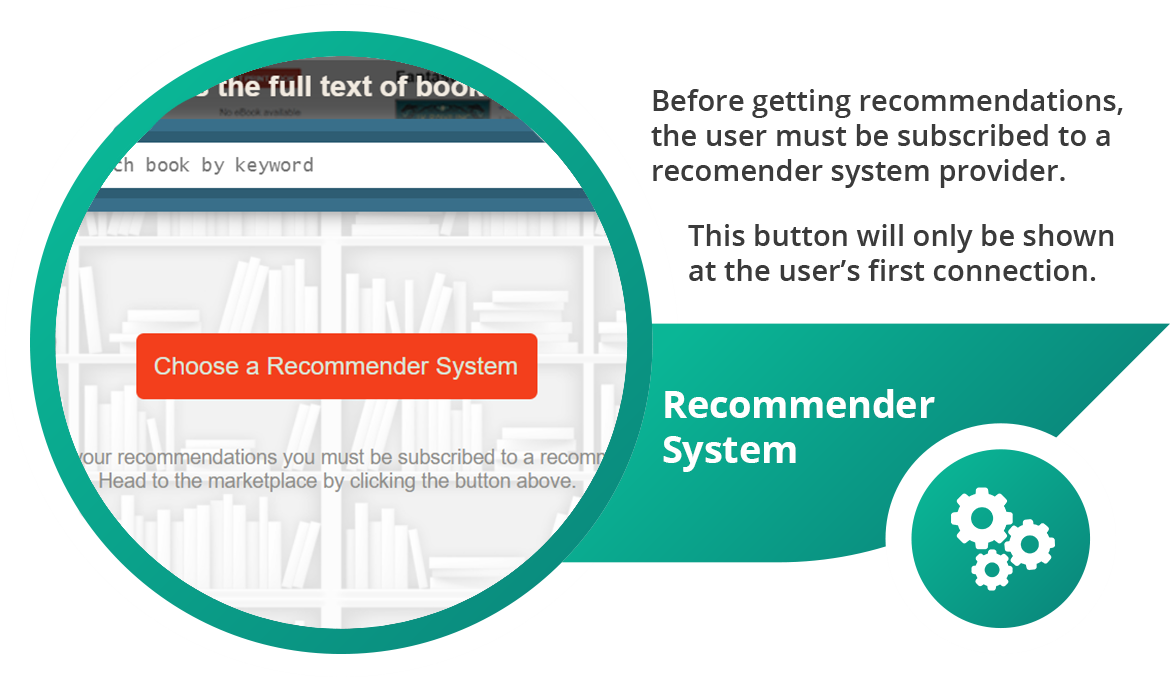 the full text of book
No eBook available
ch book by keyword
Choose a Recommender System
your recommendations you must be subscribed to a recom
Head to the marketplace by clicking the button above.
Before getting recommendations,
the user must be subscribed to a
recomender system provider.
This button will only be shown
at the user’s first connection.
Recommender
System